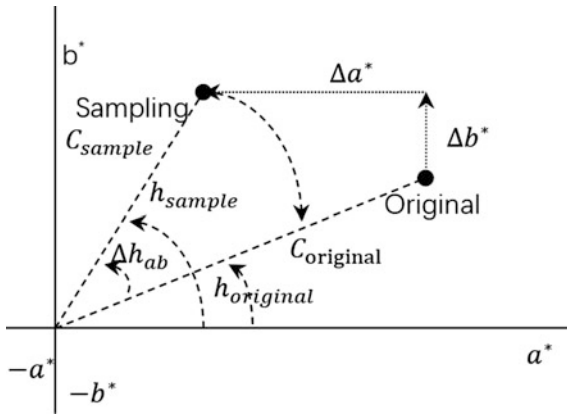 b*
Δa*
Sampling
C_sample
Δb*
h_sample
Original
Δh_ab
C_original
h_original
−a*
a*
−b*